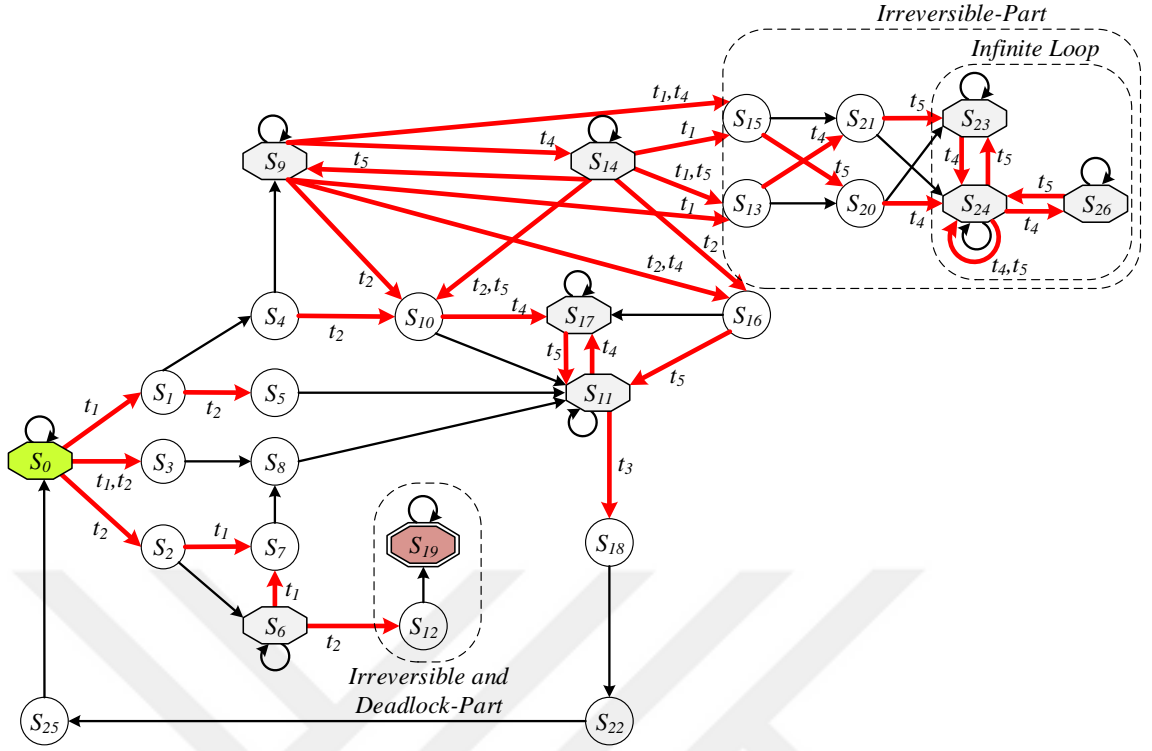 Irreversible-Part
Infinite Loop
t1,t4
S15
S21
t5
S23
t4
t1
t4
S9
t5
S14
t1,t5
t5
t4
t5
S26
t1
S13
S20
t4
S24
t5
t4
t2
t4,t5
t2,t4
t2
t2,t5
S4
t2
S10
t4
S17
S16
t5
t4
t5
S1
t2
S5
S11
t1
S0
S3
S8
t1,t2
t3
t2
t1
S2
S7
S19
S18
t1
S6
t2
S12
Irreversible and
Deadlock-Part
S25
S22